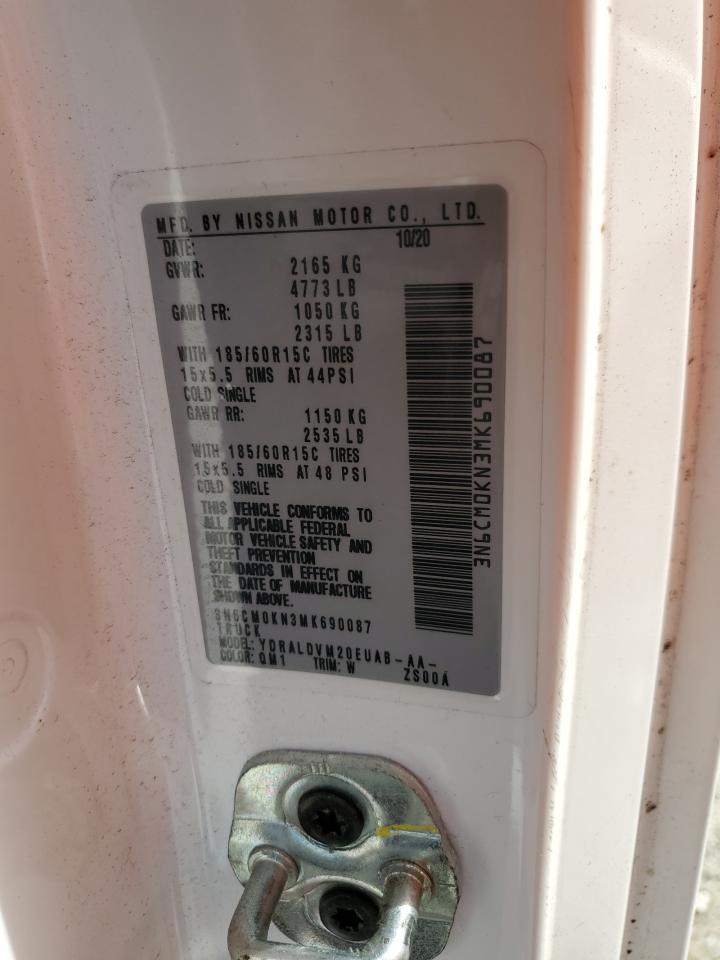 MFD. BY NISSAN MOTOR CO., LTD.
DATE: 10/20
GVWR: 2165 KG
4773 LB
GAWR FR: 1050 KG
2315 LB
WITH 185/60R15C TIRES
15x5.5 RIMS AT 44PSI
COLD SINGLE
GAWR RR: 1150 KG
2535 LB
WITH 185/60R15C TIRES
15x5.5 RIMS AT 48 PSI
COLD SINGLE
THIS VEHICLE CONFORMS TO
ALL APPLICABLE FEDERAL
MOTOR VEHICLE SAFETY AND
THEFT PREVENTION
STANDARDS IN EFFECT ON
THE DATE OF MANUFACTURE
SHOWN ABOVE.
3N6CM0KN3MK690087
TRUCK
MODEL: YDRALDVM20EUAB-AA-
COLOR: QM1 TRIM: W ZS00A
3N6CM0KN3MK690087